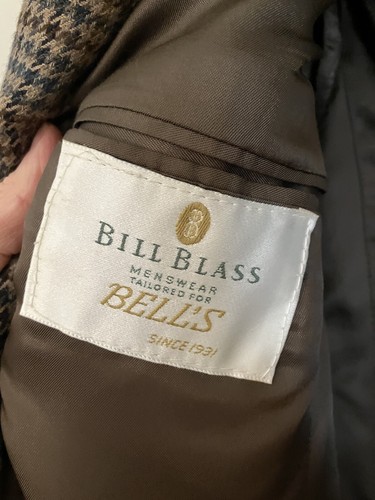 BILL BLASS
MENSWEAR
TAILORED FOR
BELL'S
SINCE 1931